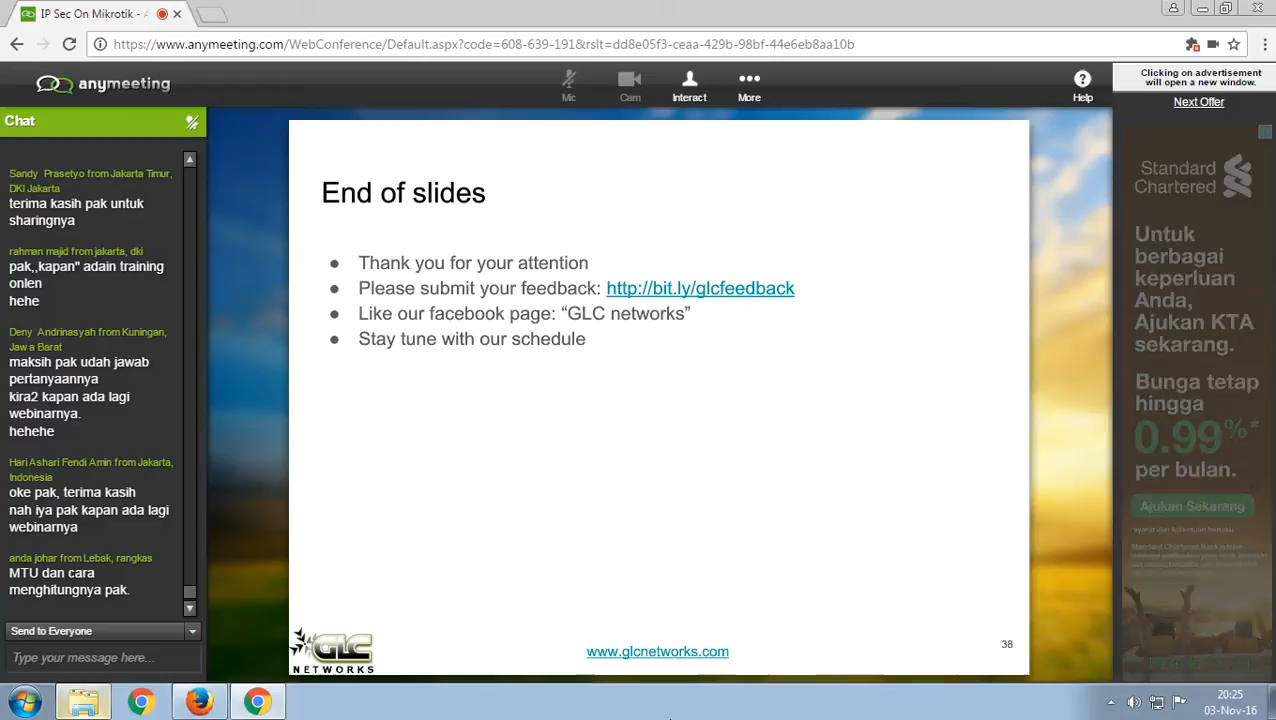 IP Sec On Mikrotik - A
https://www.anymeeting.com/WebConference/Default.aspx?code=608-639-191&rslt=dd8e05f3-ceaa-429b-98bf-44e6eb8aa10b
anymeeting
Mic
Cam
Interact
More
Help
Clicking on advertisement
will open a new window.
Next Offer
Chat
Sandy Prasetyo from Jakarta Timur,
DKI Jakarta
terima kasih pak untuk
sharingnya
rahman majid from jakarta, dki
pak,,kapan" adain training
onlen
hehe
Deny Andrinasyah from Kuningan,
Jawa Barat
maksih pak udah jawab
pertanyaannya
kira2 kapan ada lagi
webinarnya.
hehehe
Hari Ashari Fendi Amin from Jakarta,
Indonesia
oke pak, terima kasih
nah iya pak kapan ada lagi
webinarnya
anda johar from Lebak, rangkas
MTU dan cara
menghitungnya pak.
Send to Everyone
Type your message here...
End of slides
● Thank you for your attention
● Please submit your feedback: http://bit.ly/glcfeedback
● Like our facebook page: “GLC networks”
● Stay tune with our schedule
GLC
NETWORKS
www.glcnetworks.com
38
Standard
Chartered
Untuk
berbagai
keperluan
Anda,
Ajukan KTA
sekarang.
Bunga tetap
hingga
0.99%*
per bulan.
Ajukan Sekarang
20:25
03-Nov-16